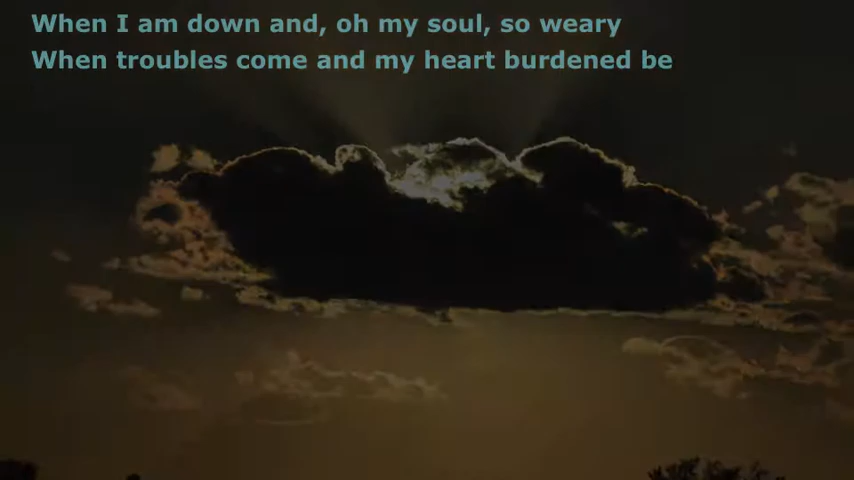 When I am down and, oh my soul, so weary
When troubles come and my heart burdened be